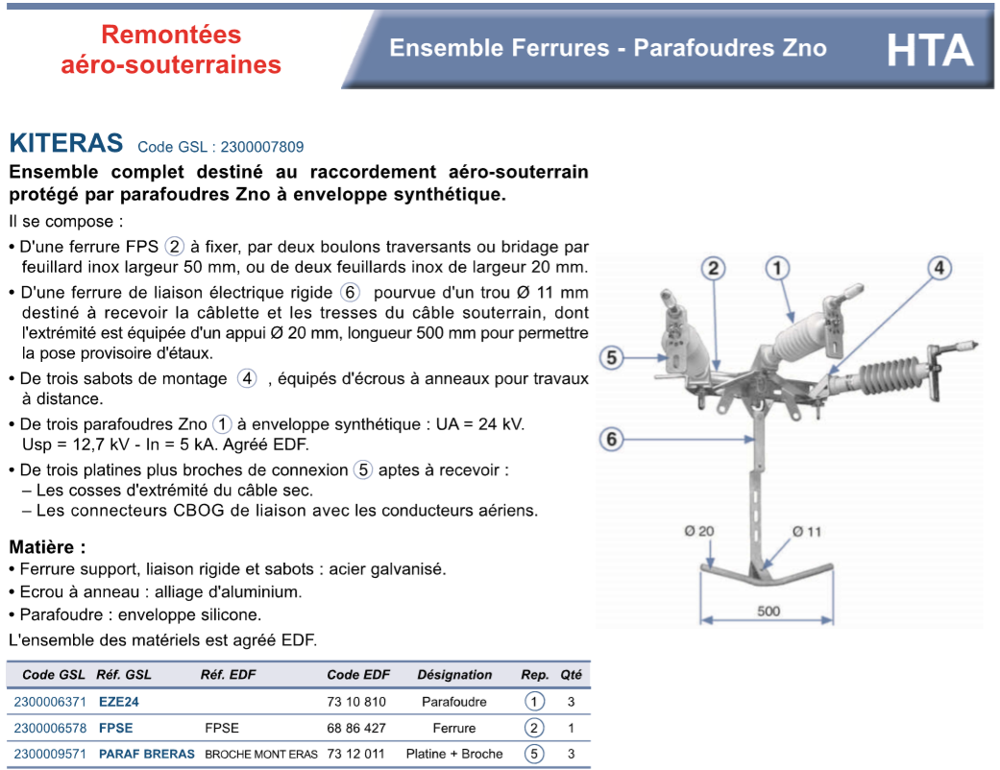 Remontées
aéro-souterraines
Ensemble Ferrures - Parafoudres Zno
HTA
KITERAS Code GSL : 2300007809
Ensemble complet destiné au raccordement aéro-souterrain
protégé par parafoudres Zno à enveloppe synthétique.
Il se compose :
• D'une ferrure FPS 2 à fixer, par deux boulons traversants ou bridage par
feuillard inox largeur 50 mm, ou de deux feuillards inox de largeur 20 mm.
• D'une ferrure de liaison électrique rigide 6 pourvue d'un trou Ø 11 mm
destiné à recevoir la câblette et les tresses du câble souterrain, dont
l'extrémité est équipée d'un appui Ø 20 mm, longueur 500 mm pour permettre
la pose provisoire d'étaux.
• De trois sabots de montage 4 , équipés d'écrous à anneaux pour travaux
à distance.
• De trois parafoudres Zno 1 à enveloppe synthétique : UA = 24 kV.
Usp = 12,7 kV - In = 5 kA. Agréé EDF.
• De trois platines plus broches de connexion 5 aptes à recevoir :
– Les cosses d'extrémité du câble sec.
– Les connecteurs CBOG de liaison avec les conducteurs aériens.
Matière :
• Ferrure support, liaison rigide et sabots : acier galvanisé.
• Ecrou à anneau : alliage d'aluminium.
• Parafoudre : enveloppe silicone.
L'ensemble des matériels est agréé EDF.
Code GSL Réf. GSL Réf. EDF Code EDF Désignation Rep. Qté
2300006371 EZE24 73 10 810 Parafoudre 1 3
2300006578 FPSE FPSE 68 86 427 Ferrure 2 1
2300009571 PARAF BRERAS BROCHE MONT ERAS 73 12 011 Platine + Broche 5 3
2 1 4
5
6
Ø 20 Ø 11
500